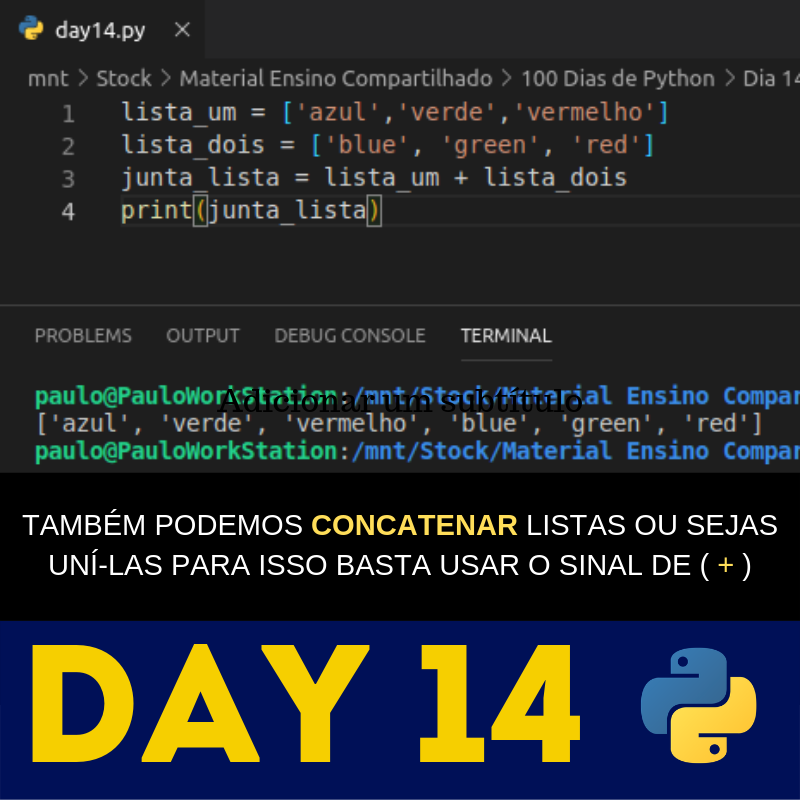 day14.py
mnt > Stock > Material Ensino Compartilhado > 100 Dias de Python > Dia 14
1 lista_um = ['azul','verde','vermelho']
2 lista_dois = ['blue', 'green', 'red']
3 junta_lista = lista_um + lista_dois
4 print(junta_lista)
PROBLEMS OUTPUT DEBUG CONSOLE TERMINAL
paulo@PauloWorkStation:/mnt/Stock/Material Ensino Compar
Adicionar um subtítulo
['azul', 'verde', 'vermelho', 'blue', 'green', 'red']
paulo@PauloWorkStation:/mnt/Stock/Material Ensino Compar
TAMBÉM PODEMOS CONCATENAR LISTAS OU SEJAS
UNÍ-LAS PARA ISSO BASTA USAR O SINAL DE ( + )
DAY 14